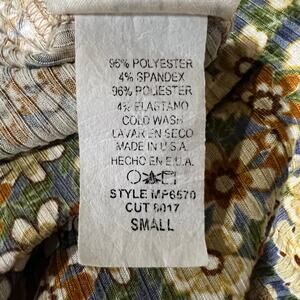 96% POLYESTER
4% SPANDEX
96% POLIESTER
4% ELASTANO
COLD WASH
LAVAR EN SECO
MADE IN U.S.A.
HECHO EN E.U.A.
STYLE MP6570
CUT 8017
SMALL